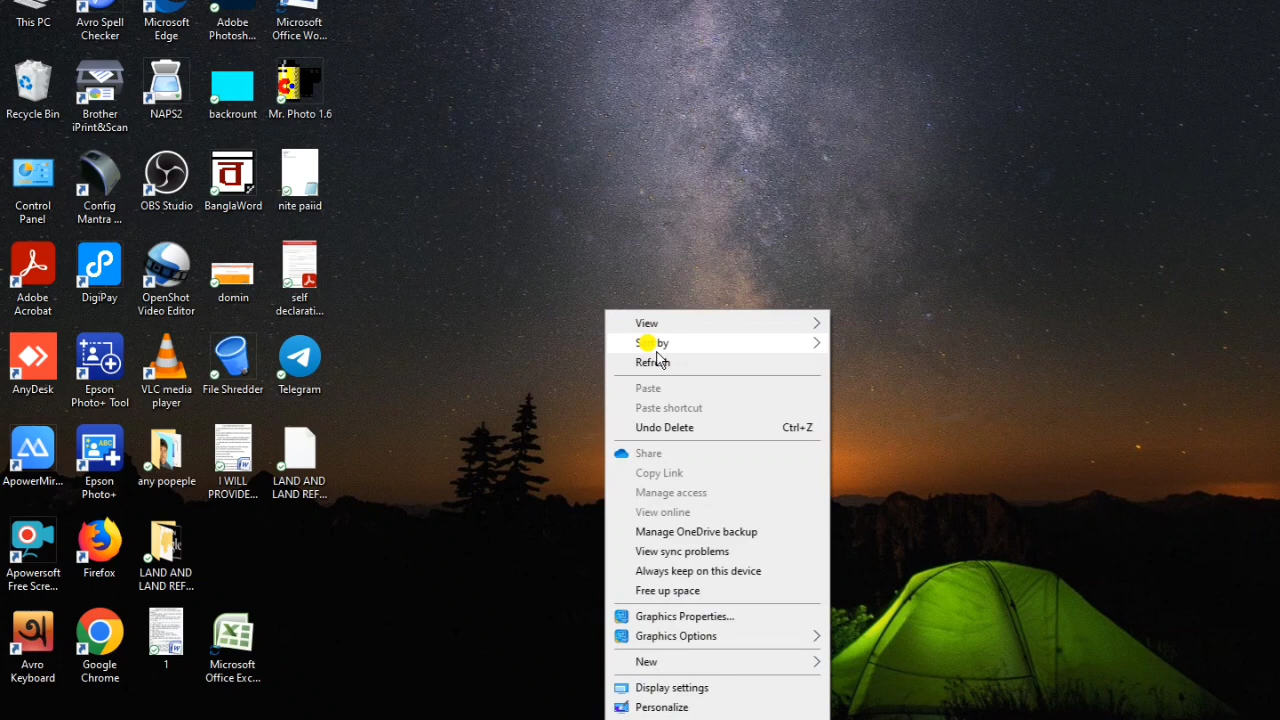 This PC
Avro Spell
Checker
Microsoft
Edge
Adobe
Photosh...
Microsoft
Office Wo...
Recycle Bin
Brother
iPrint&Scan
NAPS2
backrount
Mr. Photo 1.6
Control
Panel
Config
Mantra ...
OBS Studio
BanglaWord
nite paiid
Adobe
Acrobat
DigiPay
OpenShot
Video Editor
domin
self
declarati...
AnyDesk
Epson
Photo+ Tool
VLC media
player
File Shredder
Telegram
ApowerMir...
Epson
Photo+
any popeple
I WILL
PROVIDE...
LAND AND
LAND REF...
Apowersoft
Free Scre...
Firefox
LAND AND
LAND REF...
Avro
Keyboard
Google
Chrome
1
Microsoft
Office Exc...
View
Sort by
Refresh
Paste
Paste shortcut
Undo Delete Ctrl+Z
Share
Copy Link
Manage access
View online
Manage OneDrive backup
View sync problems
Always keep on this device
Free up space
Graphics Properties...
Graphics Options
New
Display settings
Personalize